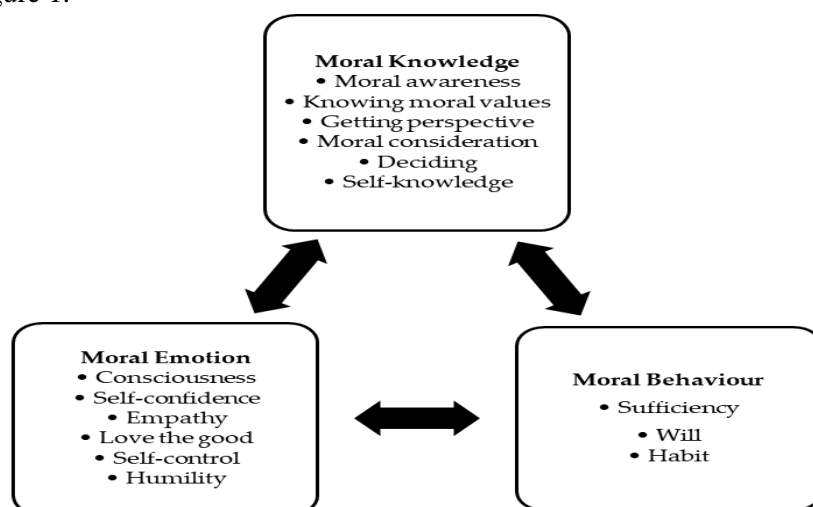 gure 1.
Moral Knowledge
• Moral awareness
• Knowing moral values
• Getting perspective
• Moral consideration
• Deciding
• Self-knowledge
Moral Emotion
• Consciousness
• Self-confidence
• Empathy
• Love the good
• Self-control
• Humility
Moral Behaviour
• Sufficiency
• Will
• Habit